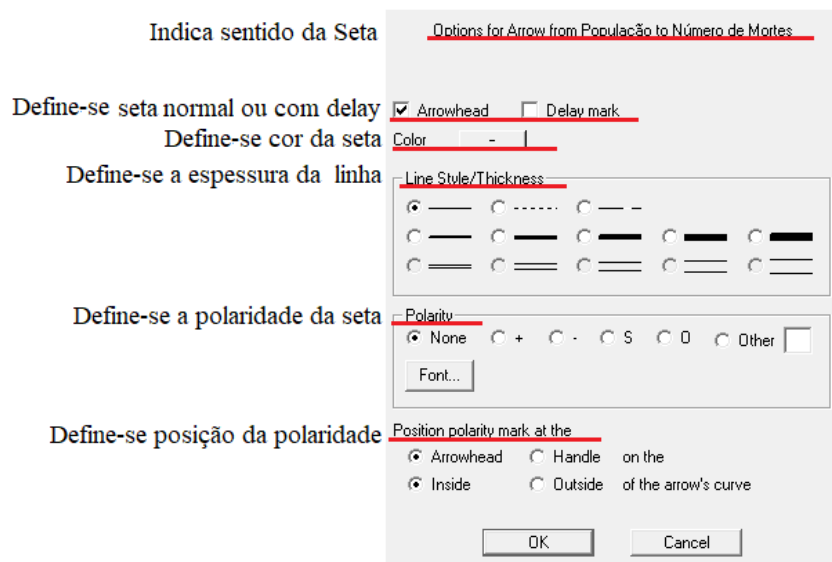 Indica sentido da Seta Options for Arrow from População to Número de Mortes
Define-se seta normal ou com delay Arrowhead Delay mark
Define-se cor da seta Color -
Define-se a espessura da linha Line Style/Thickness
Define-se a polaridade da seta Polarity
None + - S O Other
Font...
Define-se posição da polaridade Position polarity mark at the
Arrowhead Handle on the
Inside Outside of the arrow's curve
OK Cancel